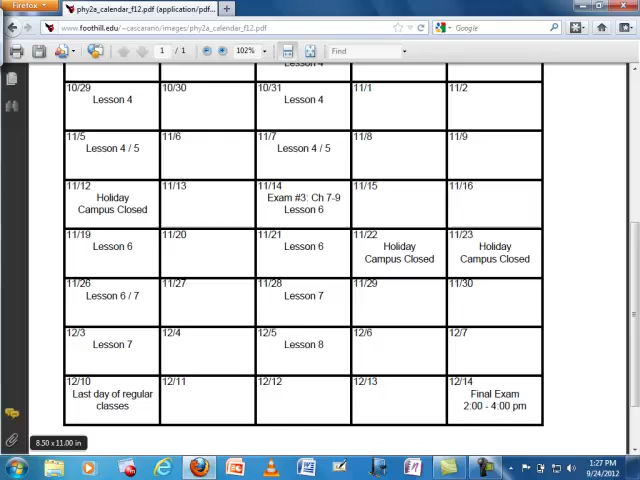 Firefox
phy2a_calendar_f12.pdf (application/pdf...
www.foothill.edu/~cascarano/images/phy2a_calendar_f12.pdf
Google
1 / 1
102%
Find
Lesson 4
10/29 10/30 10/31 11/1 11/2
Lesson 4 Lesson 4
11/5 11/6 11/7 11/8 11/9
Lesson 4 / 5 Lesson 4 / 5
11/12 11/13 11/14 11/15 11/16
Holiday Exam #3: Ch 7-9
Campus Closed Lesson 6
11/19 11/20 11/21 11/22 11/23
Lesson 6 Lesson 6 Holiday Holiday
Campus Closed Campus Closed
11/26 11/27 11/28 11/29 11/30
Lesson 6 / 7 Lesson 7
12/3 12/4 12/5 12/6 12/7
Lesson 7 Lesson 8
12/10 12/11 12/12 12/13 12/14
Last day of regular Final Exam
classes 2:00 - 4:00 pm
8.50 x 11.00 in
1:27 PM
9/24/2012